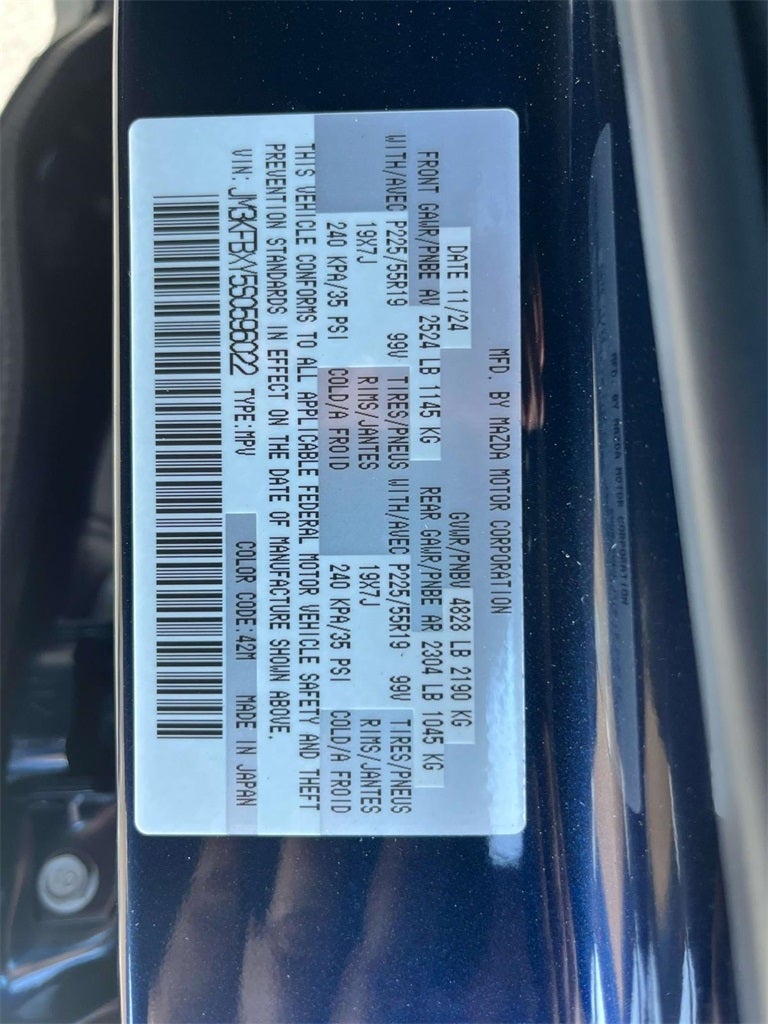 MFD. BY MAZDA MOTOR CORPORATION
DATE 11/24 GVWR/PNBV 4828 LB 2190 KG
FRONT GAWR/PNBE AV 2524 LB 1145 KG REAR GAWR/PNBE AR 2304 LB 1045 KG
WITH/AVEC P225/55R19 99V TIRES/PNEUS WITH/AVEC P225/55R19 99V TIRES/PNEUS
19X7J RIMS/JANTES 19X7J RIMS/JANTES
240 KPA/35 PSI COLD/A FROID 240 KPA/35 PSI COLD/A FROID
THIS VEHICLE CONFORMS TO ALL APPLICABLE FEDERAL MOTOR VEHICLE SAFETY AND THEFT
PREVENTION STANDARDS IN EFFECT ON THE DATE OF MANUFACTURE SHOWN ABOVE.
VIN: JM3KFBXY5S0596022 TYPE:MPV COLOR CODE:42M MADE IN JAPAN